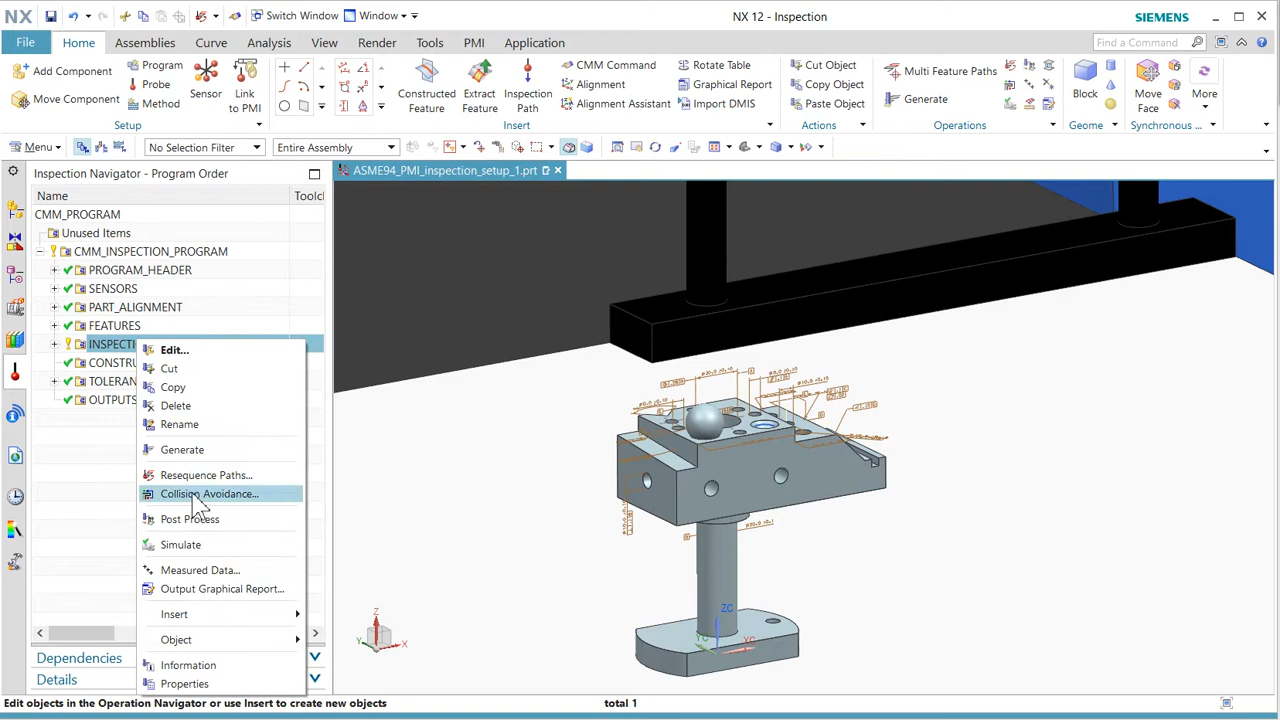 NX
Switch Window
Window
NX 12 - Inspection
SIEMENS
File
Home
Assemblies
Curve
Analysis
View
Render
Tools
PMI
Application
Find a Command
Add Component
Move Component
Program
Probe
Method
Sensor
Link
to PMI
Setup
Constructed
Feature
Extract
Feature
Inspection
Path
CMM Command
Alignment
Alignment Assistant
Rotate Table
Graphical Report
Import DMIS
Insert
Cut Object
Copy Object
Paste Object
Actions
Multi Feature Paths
Generate
Operations
Block
Geome
Move
Face
More
Synchronous
Menu
No Selection Filter
Entire Assembly
Inspection Navigator - Program Order
ASME94_PMI_inspection_setup_1.prt
Name
Toolch
CMM_PROGRAM
Unused Items
CMM_INSPECTION_PROGRAM
PROGRAM_HEADER
SENSORS
PART_ALIGNMENT
FEATURES
INSPECTI
CONSTRU
TOLERAN
OUTPUTS
Edit...
Cut
Copy
Delete
Rename
Generate
Resequence Paths...
Collision Avoidance...
Post Process
Simulate
Measured Data...
Output Graphical Report...
Insert
Object
Information
Properties
Dependencies
Details
ZC
YC
XC
Z
Y
X
Edit objects in the Operation Navigator or use Insert to create new objects
total 1